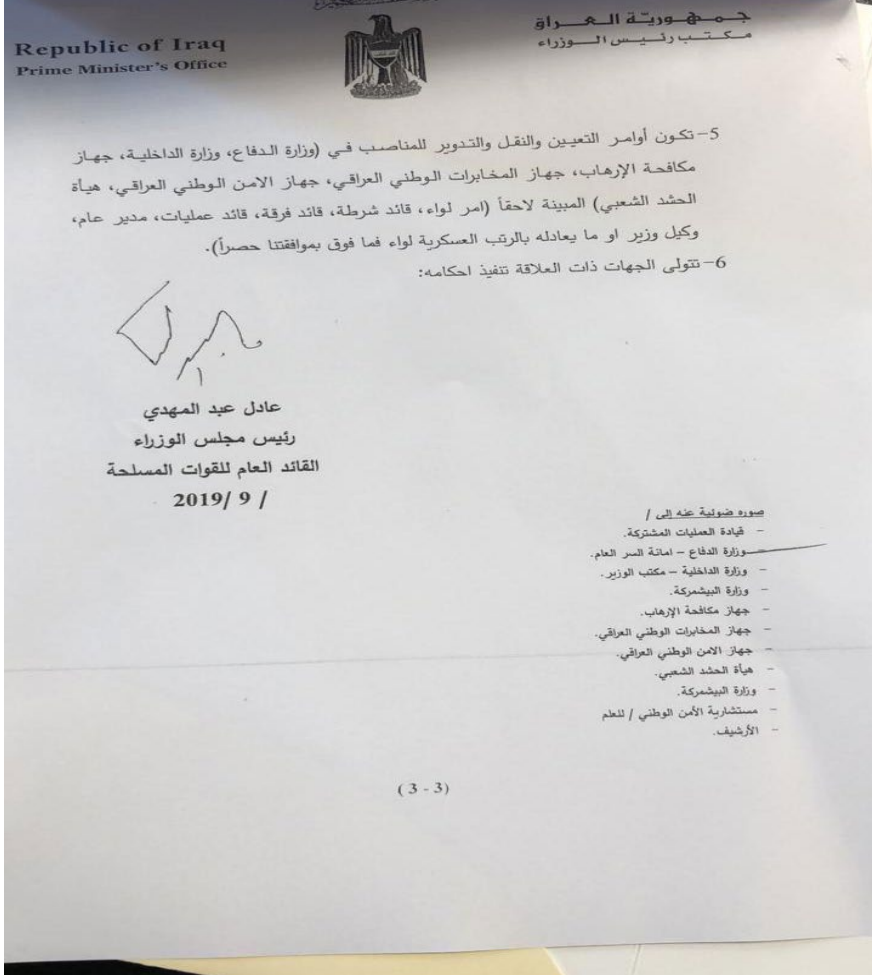 جمهورية العراق
مكتب رئيس الوزراء
Republic of Iraq
Prime Minister's Office
5- تكون أوامر التعيين والنقل والتدوير للمناصب في (وزارة الدفاع، وزارة الداخلية، جهاز
مكافحة الإرهاب، جهاز المخابرات الوطني العراقي، جهاز الامن الوطني العراقي، هيأة
الحشد الشعبي) المبينة لاحقاً (امر لواء، قائد شرطة، قائد فرقة، قائد عمليات، مدير عام،
وكيل وزير او ما يعادله بالرتب العسكرية لواء فما فوق بموافقتنا حصراً).
6- تتولى الجهات ذات العلاقة تنفيذ احكامه:
عادل عبد المهدي
رئيس مجلس الوزراء
القائد العام للقوات المسلحة
/ 9 /2019
صوره ضوئية عنه إلى /
- قيادة العمليات المشتركة.
- وزارة الدفاع – امانة السر العام.
- وزارة الداخلية – مكتب الوزير.
- وزارة البيشمركة.
- جهاز مكافحة الإرهاب.
- جهاز المخابرات الوطني العراقي.
- جهاز الامن الوطني العراقي.
- هيأة الحشد الشعبي.
- وزارة البيشمركة.
- مستشارية الأمن الوطني / للعلم
- الأرشيف.
(3 - 3)